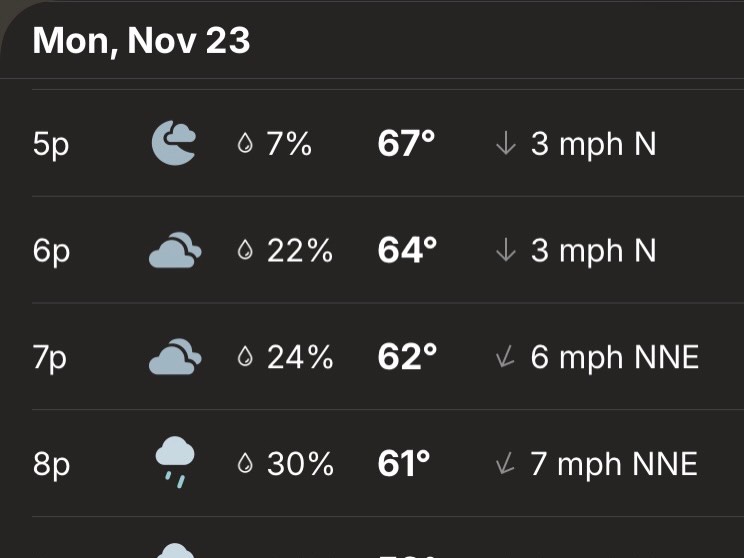 Mon, Nov 23
5p 7% 67° 3 mph N
6p 22% 64° 3 mph N
7p 24% 62° 6 mph NNE
8p 30% 61° 7 mph NNE